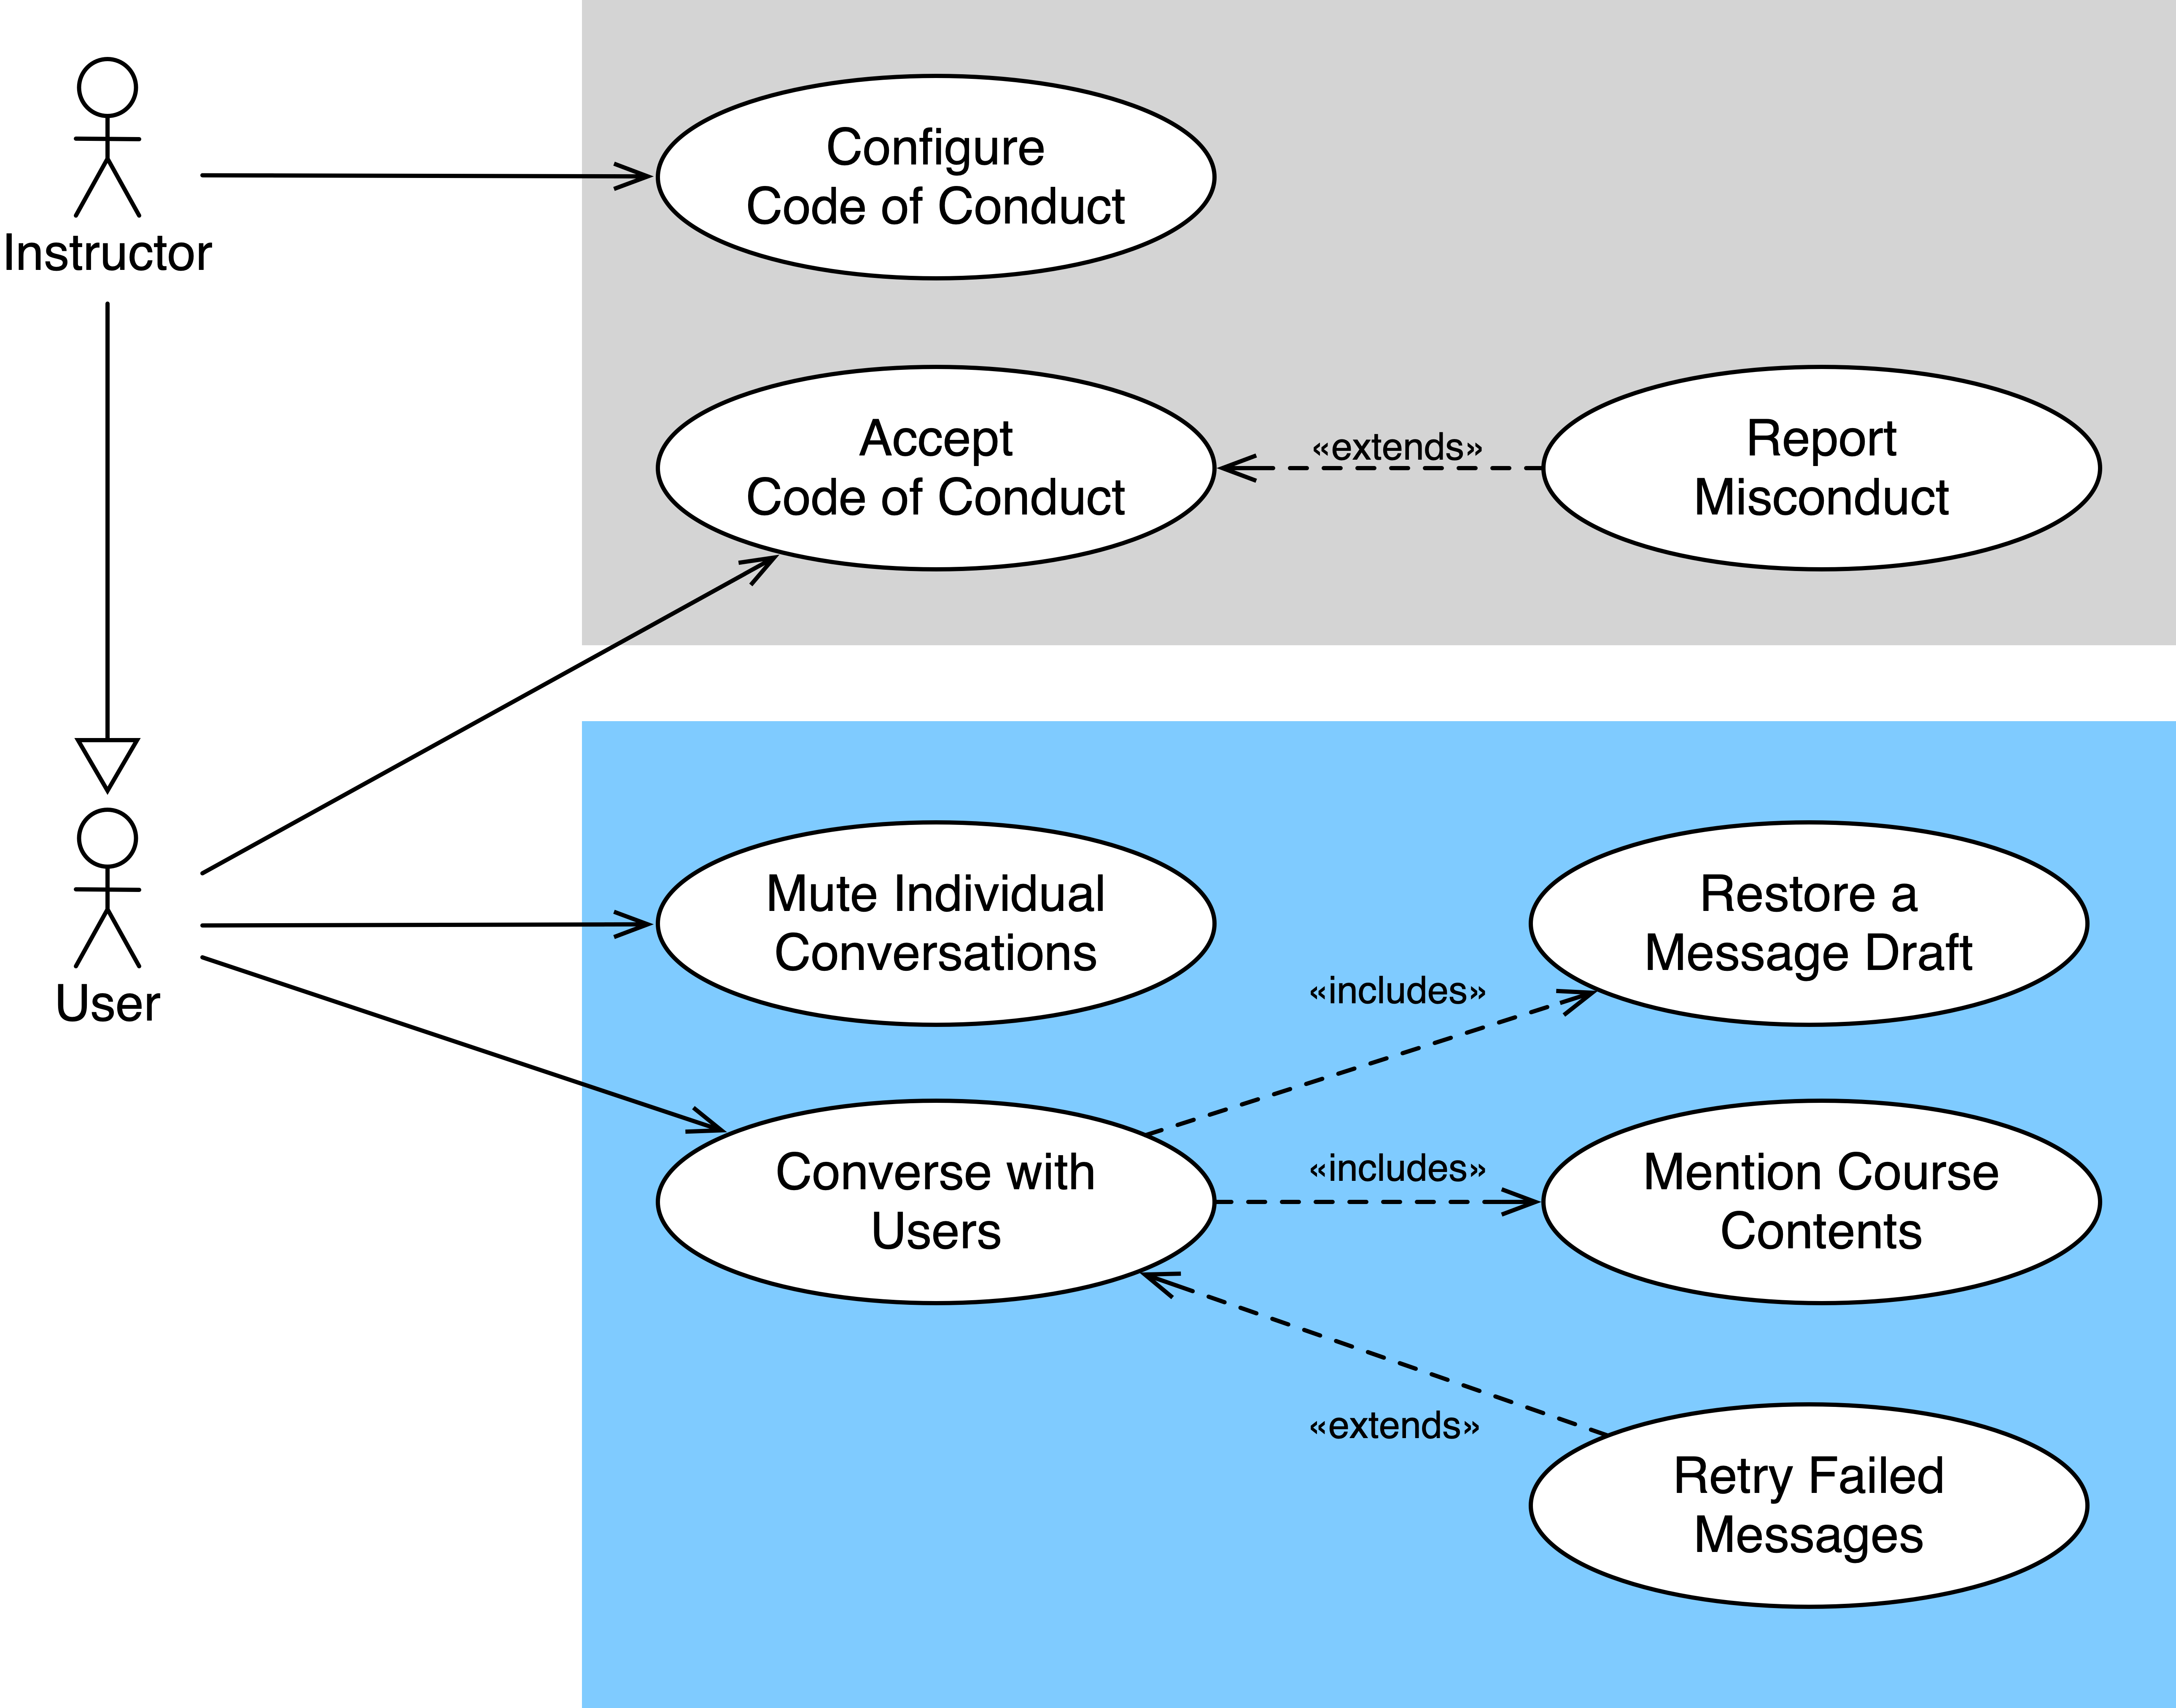 Instructor
Configure
Code of Conduct
Accept
Code of Conduct
«extends»
Report
Misconduct
User
Mute Individual
Conversations
Restore a
Message Draft
«includes»
Converse with
Users
«includes»
Mention Course
Contents
«extends»
Retry Failed
Messages